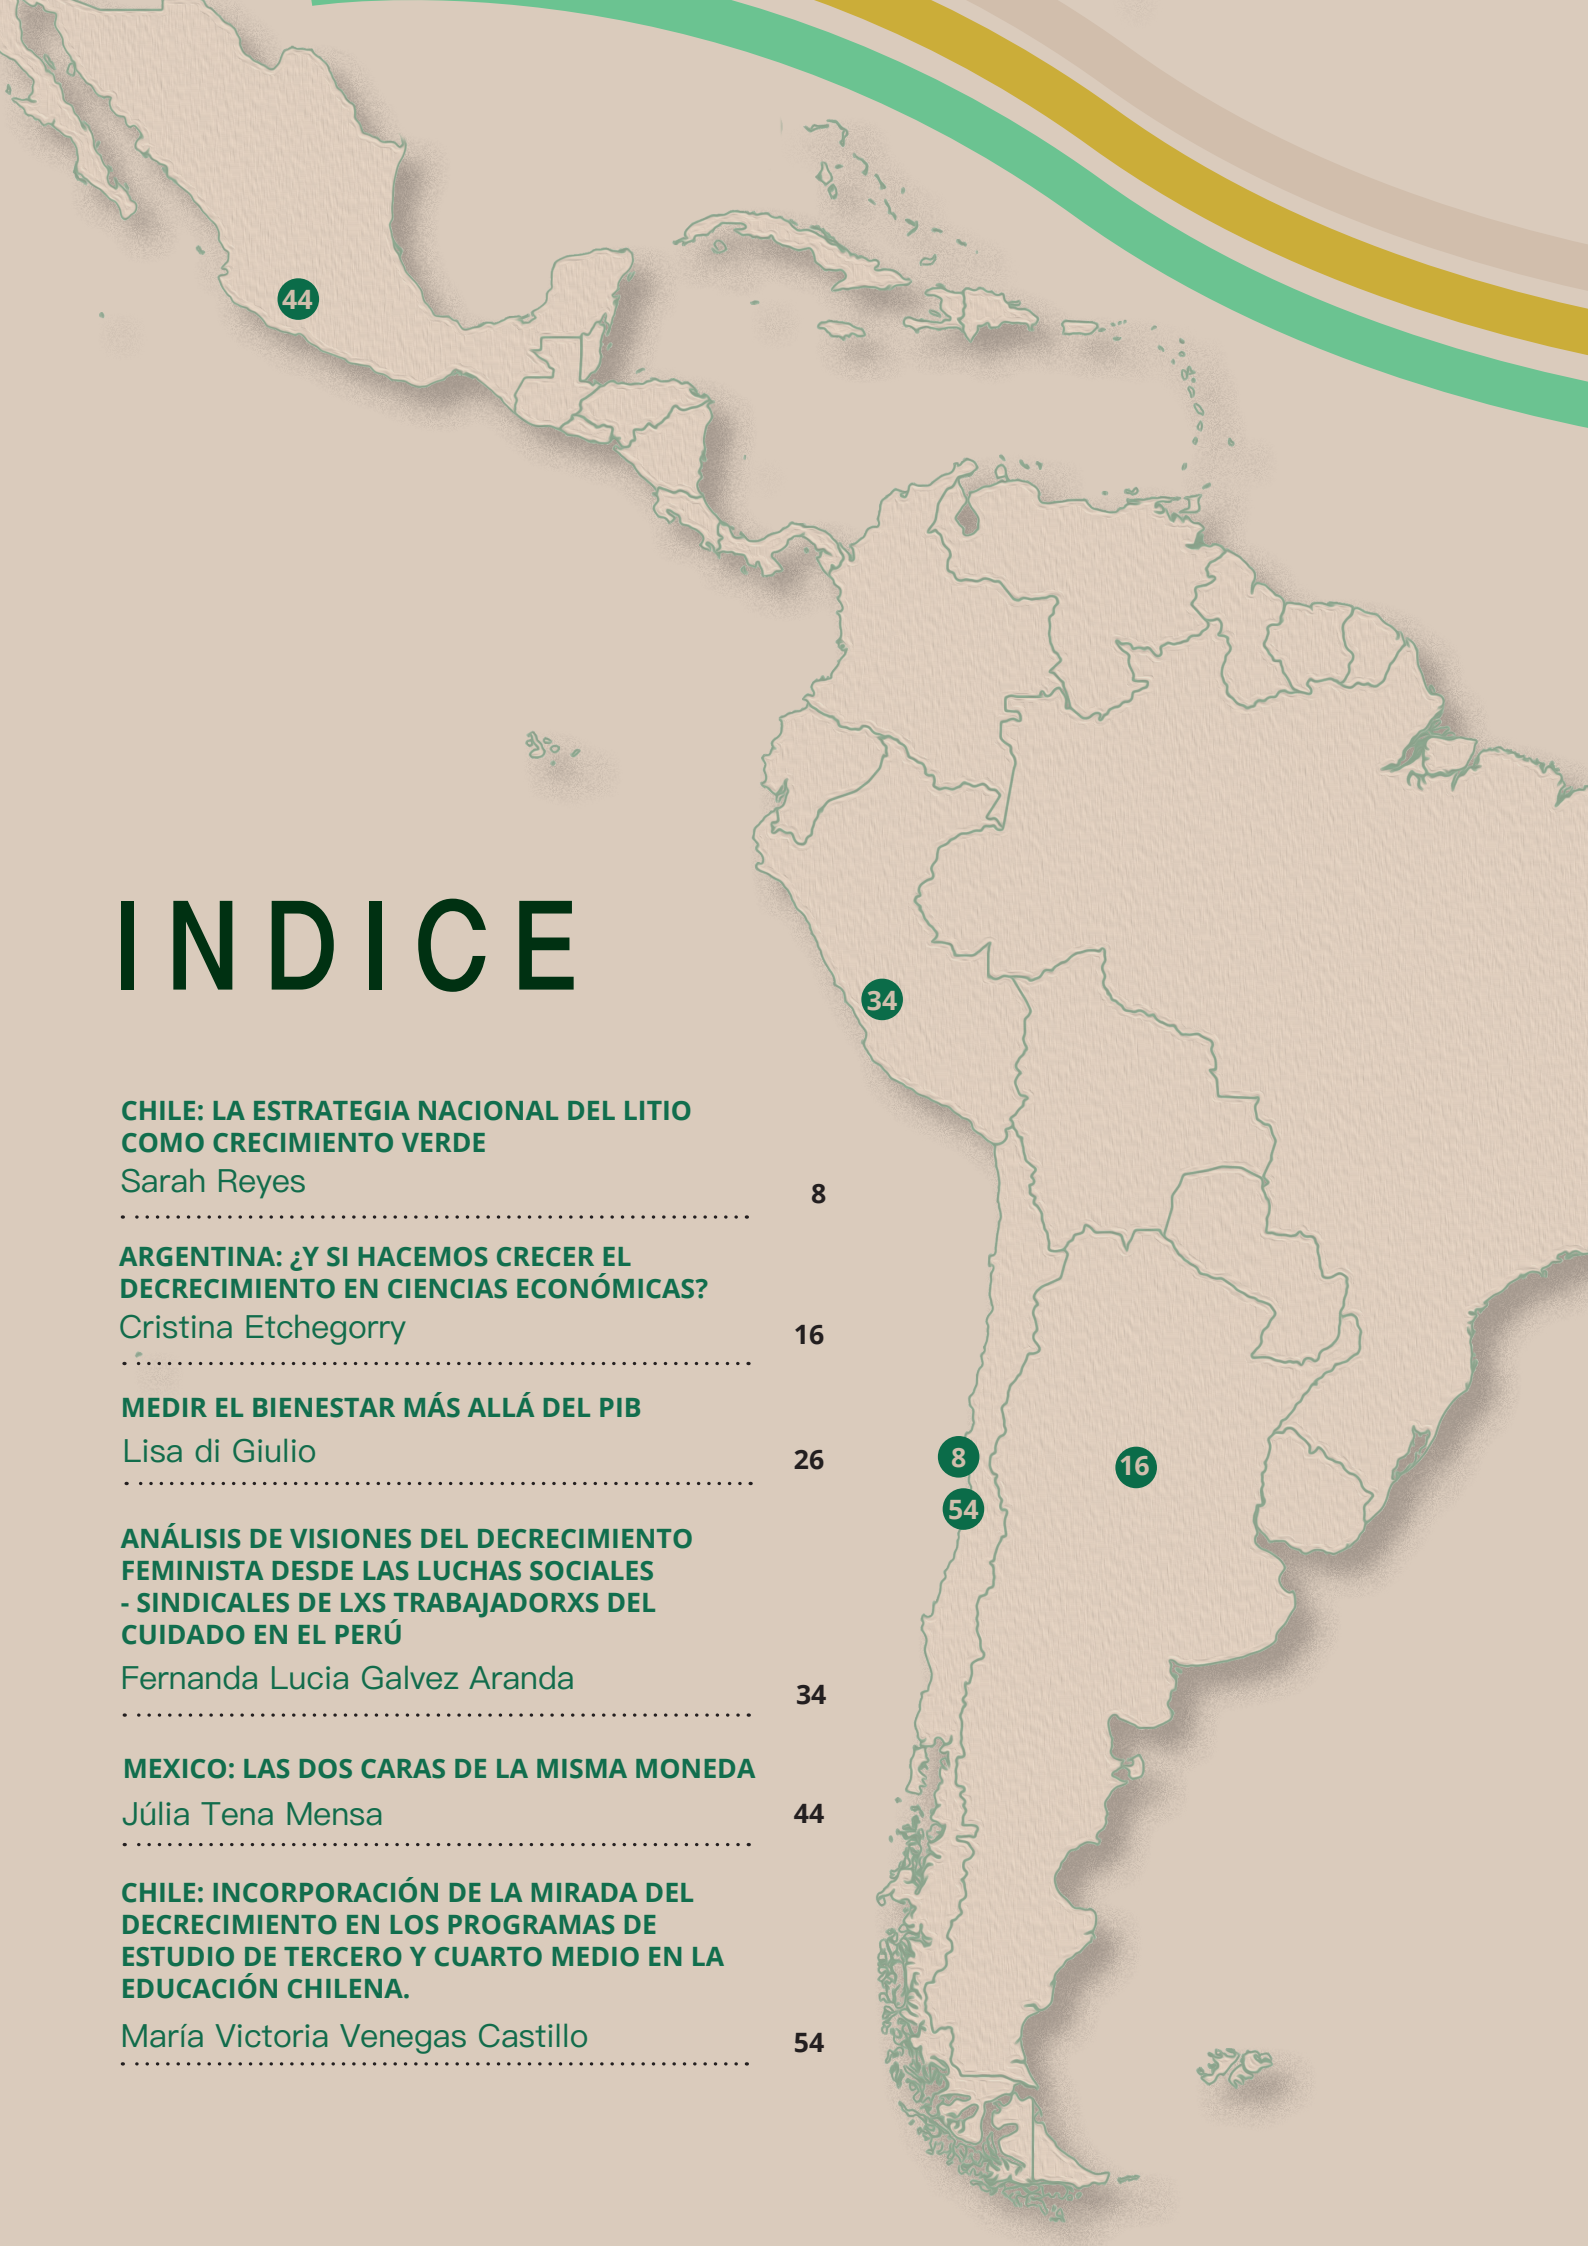 44
INDICE
34
CHILE: LA ESTRATEGIA NACIONAL DEL LITIO
COMO CRECIMIENTO VERDE
Sarah Reyes
8
ARGENTINA: ¿Y SI HACEMOS CRECER EL
DECRECIMIENTO EN CIENCIAS ECONÓMICAS?
Cristina Etchegorry
16
MEDIR EL BIENESTAR MÁS ALLÁ DEL PIB
Lisa di Giulio
26
8
16
54
ANÁLISIS DE VISIONES DEL DECRECIMIENTO
FEMINISTA DESDE LAS LUCHAS SOCIALES
- SINDICALES DE LXS TRABAJADORXS DEL
CUIDADO EN EL PERÚ
Fernanda Lucia Galvez Aranda
34
MEXICO: LAS DOS CARAS DE LA MISMA MONEDA
Júlia Tena Mensa
44
CHILE: INCORPORACIÓN DE LA MIRADA DEL
DECRECIMIENTO EN LOS PROGRAMAS DE
ESTUDIO DE TERCERO Y CUARTO MEDIO EN LA
EDUCACIÓN CHILENA.
María Victoria Venegas Castillo
54